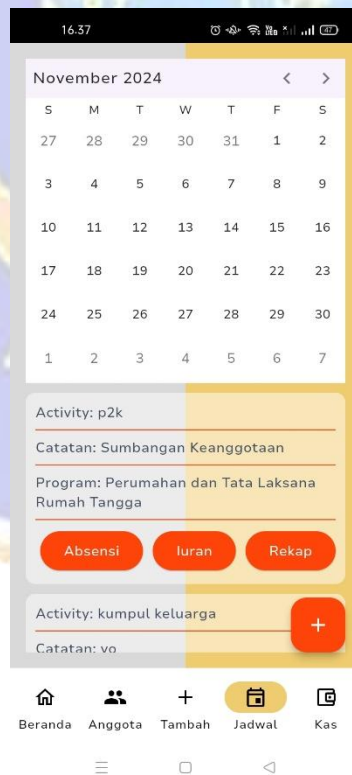 16.37
47
November 2024 < >
S M T W T F S
27 28 29 30 31 1 2
3 4 5 6 7 8 9
10 11 12 13 14 15 16
17 18 19 20 21 22 23
24 25 26 27 28 29 30
1 2 3 4 5 6 7
Activity: p2k
Catatan: Sumbangan Keanggotaan
Program: Perumahan dan Tata Laksana
Rumah Tangga
Absensi Iuran Rekap
Activity: kumpul keluarga
+
Catatan: yo
Beranda Anggota Tambah Jadwal Kas